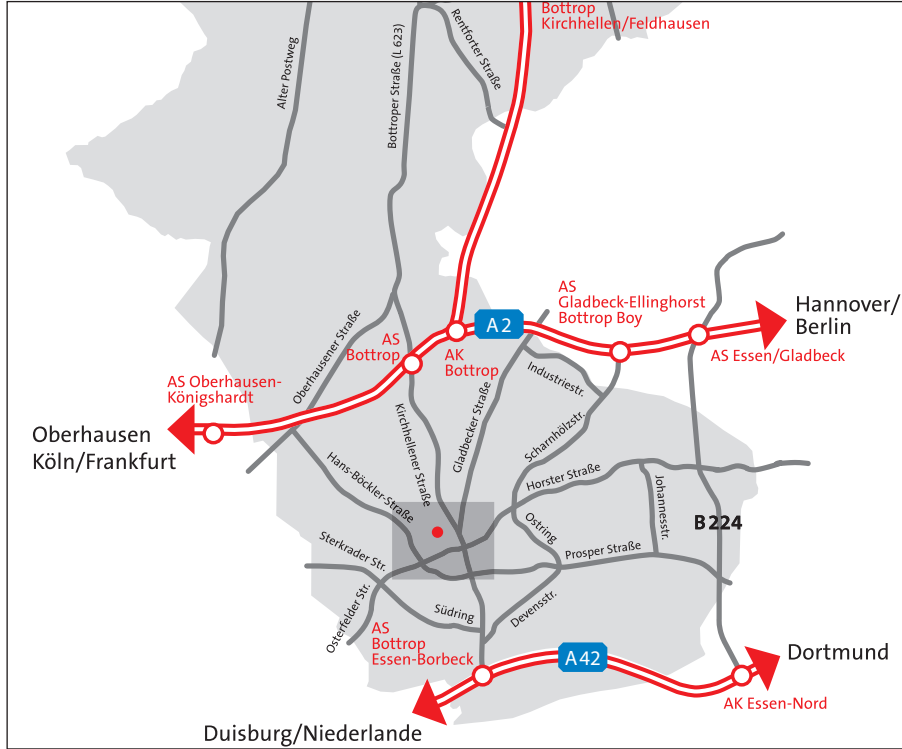 Bottrop
Kirchhellen/Feldhausen
Rentforter Straße
Bottroper Straße (L 623)
Alter Postweg
AS
Gladbeck-Ellinghorst
Bottrop Boy
Hannover/
Berlin
A 2
AS
Bottrop
AK
Bottrop
AS Essen/Gladbeck
Oberhausener Straße
AS Oberhausen-
Königshardt
Industriestr.
Gladbecker Straße
Kirchhellener Straße
Scharnhölzstr.
Oberhausen
Köln/Frankfurt
Hans-Böckler-Straße
Horster Straße
Johannesstr.
B 224
Ostring
Sterkrader Str.
Prosper Straße
Osterfelder Str.
Südring
Devensstr.
AS
Bottrop
Essen-Borbeck
A 42
Dortmund
AK Essen-Nord
Duisburg/Niederlande